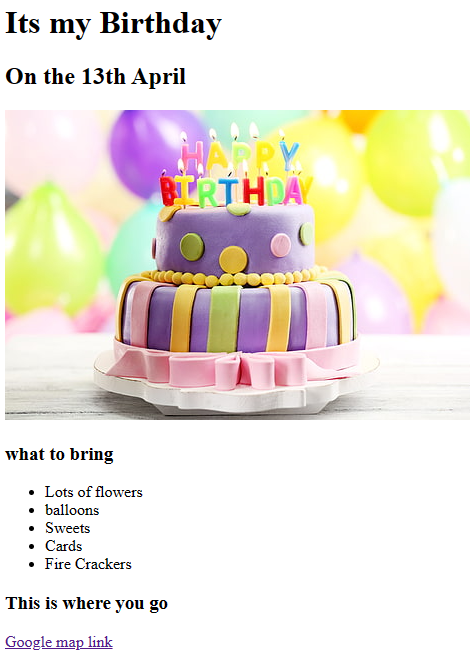 Its my Birthday
On the 13th April
HAPPY
BIRTHDAY
what to bring
Lots of flowers
balloons
Sweets
Cards
Fire Crackers
This is where you go
Google map link